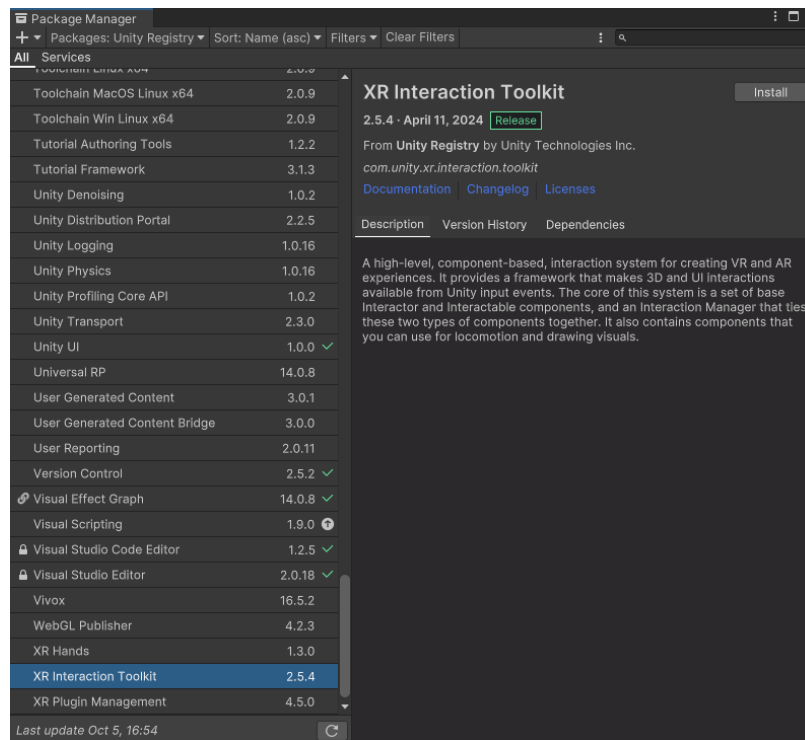 Package Manager
+ Packages: Unity Registry Sort: Name (asc) Filters Clear Filters
All Services
Toolchain Linux x64 2.0.9
Toolchain MacOS Linux x64 2.0.9
Toolchain Win Linux x64 2.0.9
Tutorial Authoring Tools 1.2.2
Tutorial Framework 3.1.3
Unity Denoising 1.0.2
Unity Distribution Portal 2.2.5
Unity Logging 1.0.16
Unity Physics 1.0.16
Unity Profiling Core API 1.0.2
Unity Transport 2.3.0
Unity UI 1.0.0
Universal RP 14.0.8
User Generated Content 3.0.1
User Generated Content Bridge 3.0.0
User Reporting 2.0.11
Version Control 2.5.2
Visual Effect Graph 14.0.8
Visual Scripting 1.9.0
Visual Studio Code Editor 1.2.5
Visual Studio Editor 2.0.18
Vivox 16.5.2
WebGL Publisher 4.2.3
XR Hands 1.3.0
XR Interaction Toolkit 2.5.4
XR Plugin Management 4.5.0
Last update Oct 5, 16:54
XR Interaction Toolkit
Install
2.5.4 · April 11, 2024 Release
From Unity Registry by Unity Technologies Inc.
com.unity.xr.interaction.toolkit
Documentation Changelog Licenses
Description Version History Dependencies
A high-level, component-based, interaction system for creating VR and AR
experiences. It provides a framework that makes 3D and UI interactions
available from Unity input events. The core of this system is a set of base
Interactor and Interactable components, and an Interaction Manager that ties
these two types of components together. It also contains components that
you can use for locomotion and drawing visuals.